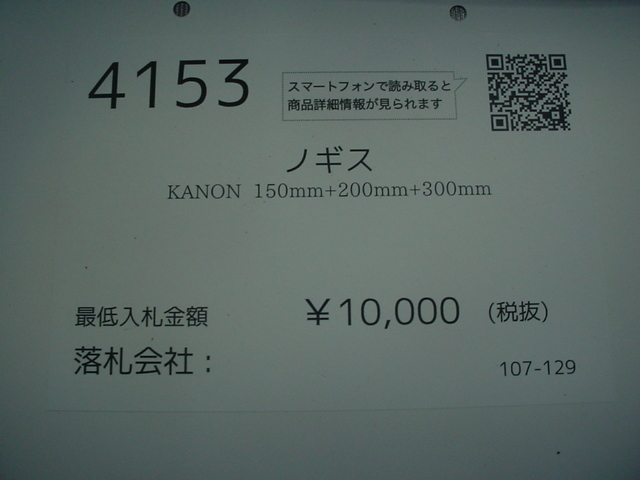 4153
スマートフォンで読み取ると
商品詳細情報が見られます
ノギス
KANON 150mm+200mm+300mm
最低入札金額 ¥10,000 (税抜)
落札会社:
107-129